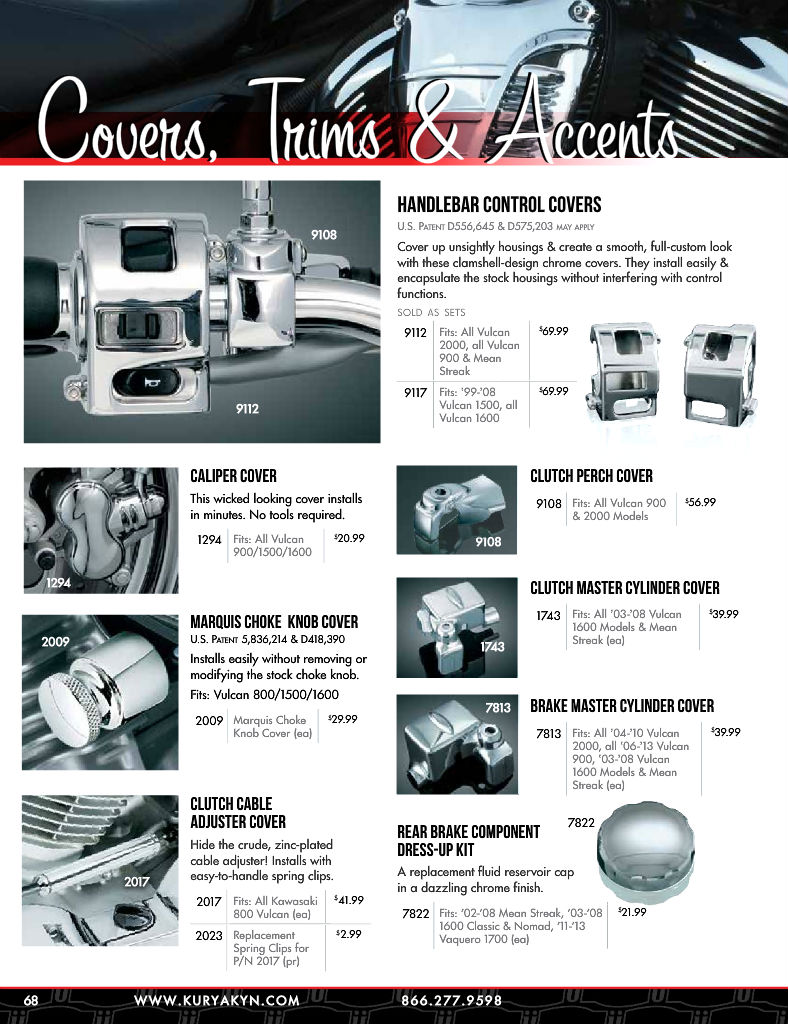 Covers, Trims & Accents
9108
9112
HANDLEBAR CONTROL COVERS
U.S. PATENT D556,645 & D575,203 MAY APPLY
Cover up unsightly housings & create a smooth, full-custom look
with these clamshell-design chrome covers. They install easily &
encapsulate the stock housings without interfering with control
functions.
SOLD AS SETS
9112 Fits: All Vulcan $69.99
2000, all Vulcan
900 & Mean
Streak
9117 Fits: '99-'08 $69.99
Vulcan 1500, all
Vulcan 1600
1294
CALIPER COVER
This wicked looking cover installs
in minutes. No tools required.
1294 Fits: All Vulcan $20.99
900/1500/1600
9108
CLUTCH PERCH COVER
9108 Fits: All Vulcan 900 $56.99
& 2000 Models
2009
MARQUIS CHOKE KNOB COVER
U.S. PATENT 5,836,214 & D418,390
Installs easily without removing or
modifying the stock choke knob.
Fits: Vulcan 800/1500/1600
2009 Marquis Choke $29.99
Knob Cover (ea)
1743
CLUTCH MASTER CYLINDER COVER
1743 Fits: All '03-'08 Vulcan $39.99
1600 Models & Mean
Streak (ea)
7813
BRAKE MASTER CYLINDER COVER
7813 Fits: All '04-'10 Vulcan $39.99
2000, all '06-'13 Vulcan
900, '03-'08 Vulcan
1600 Models & Mean
Streak (ea)
2017
CLUTCH CABLE
ADJUSTER COVER
Hide the crude, zinc-plated
cable adjuster! Installs with
easy-to-handle spring clips.
2017 Fits: All Kawasaki $41.99
800 Vulcan (ea)
2023 Replacement $2.99
Spring Clips for
P/N 2017 (pr)
7822
REAR BRAKE COMPONENT
DRESS-UP KIT
A replacement fluid reservoir cap
in a dazzling chrome finish.
7822 Fits: '02-'08 Mean Streak, '03-'08 $21.99
1600 Classic & Nomad, '11-'13
Vaquero 1700 (ea)
68 WWW.KURYAKYN.COM 866.277.9598